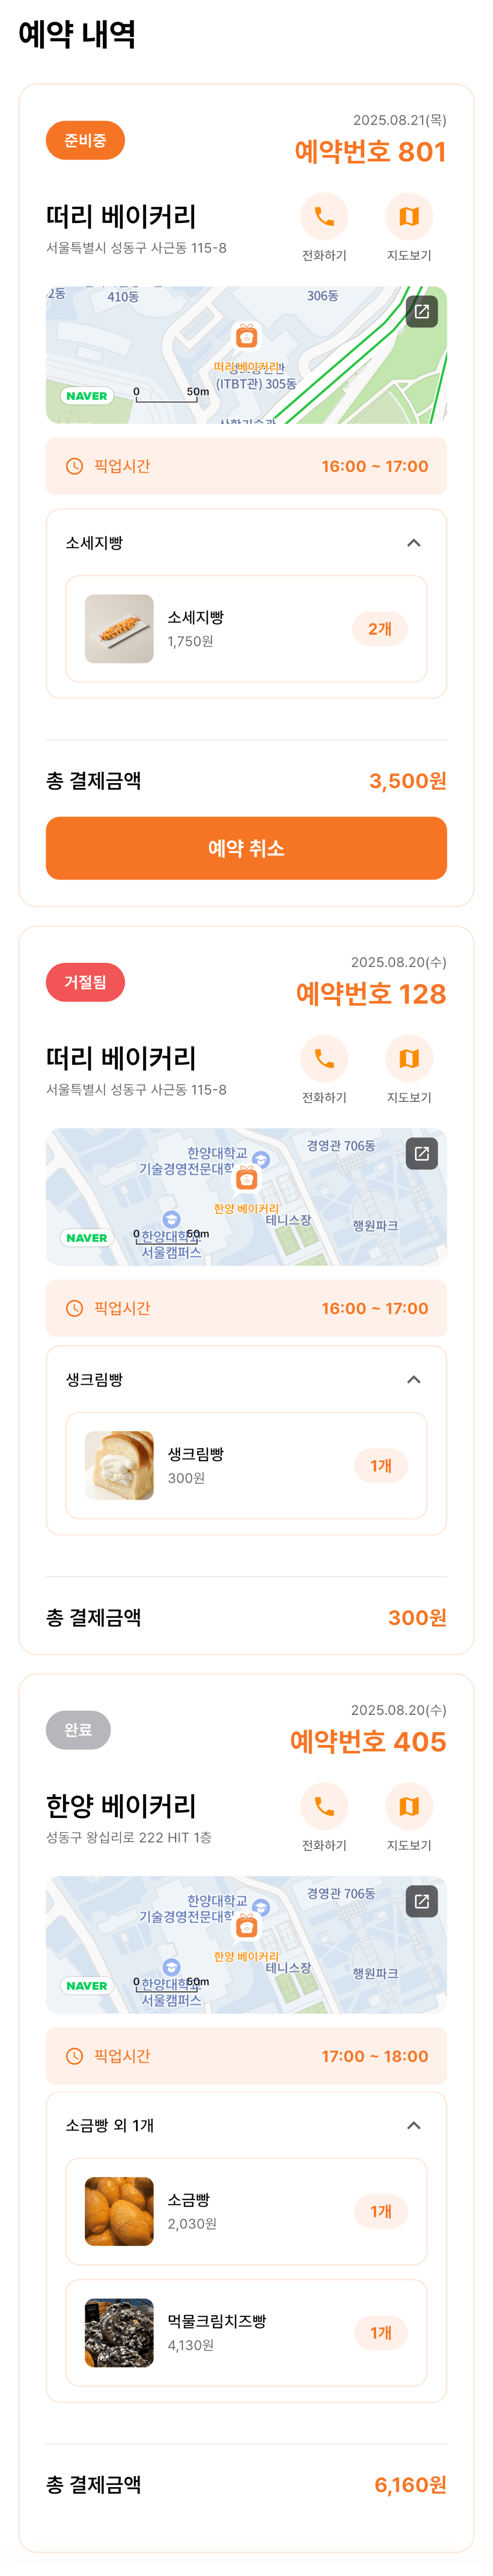 예약 내역
준비중
2025.08.21(목)
예약번호 801
떠리 베이커리
서울특별시 성동구 사근동 115-8
전화하기
지도보기
2동
410동
306동
떠리 베이커리
(ITBT관) 305동
NAVER
0
50m
픽업시간
16:00 ~ 17:00
소세지빵
소세지빵
1,750원
2개
총 결제금액
3,500원
예약 취소
거절됨
2025.08.20(수)
예약번호 128
떠리 베이커리
서울특별시 성동구 사근동 115-8
전화하기
지도보기
한양대학교
기술경영전문대학
경영관 706동
한양 베이커리
테니스장
행원파크
NAVER
0
50m
한양대학교
서울캠퍼스
픽업시간
16:00 ~ 17:00
생크림빵
생크림빵
300원
1개
총 결제금액
300원
완료
2025.08.20(수)
예약번호 405
한양 베이커리
성동구 왕십리로 222 HIT 1층
전화하기
지도보기
한양대학교
기술경영전문대학
경영관 706동
한양 베이커리
테니스장
행원파크
NAVER
0
50m
한양대학교
서울캠퍼스
픽업시간
17:00 ~ 18:00
소금빵 외 1개
소금빵
2,030원
1개
먹물크림치즈빵
4,130원
1개
총 결제금액
6,160원